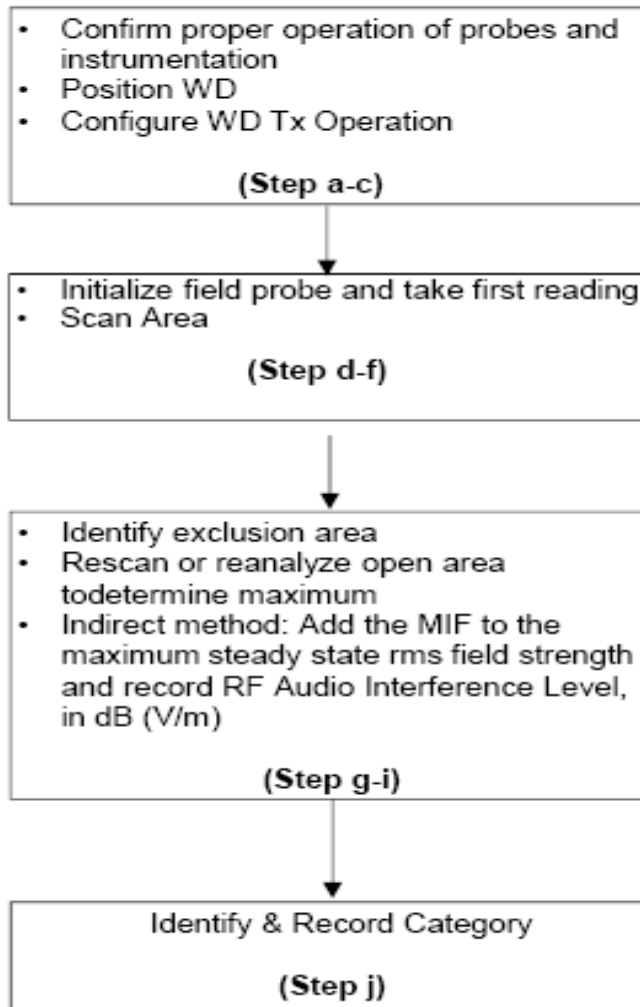 • Confirm proper operation of probes and
instrumentation
• Position WD
• Configure WD Tx Operation
(Step a-c)
• Initialize field probe and take first reading
• Scan Area
(Step d-f)
• Identify exclusion area
• Rescan or reanalyze open area
todetermine maximum
• Indirect method: Add the MIF to the
maximum steady state rms field strength
and record RF Audio Interference Level,
in dB (V/m)
(Step g-i)
Identify & Record Category
(Step j)